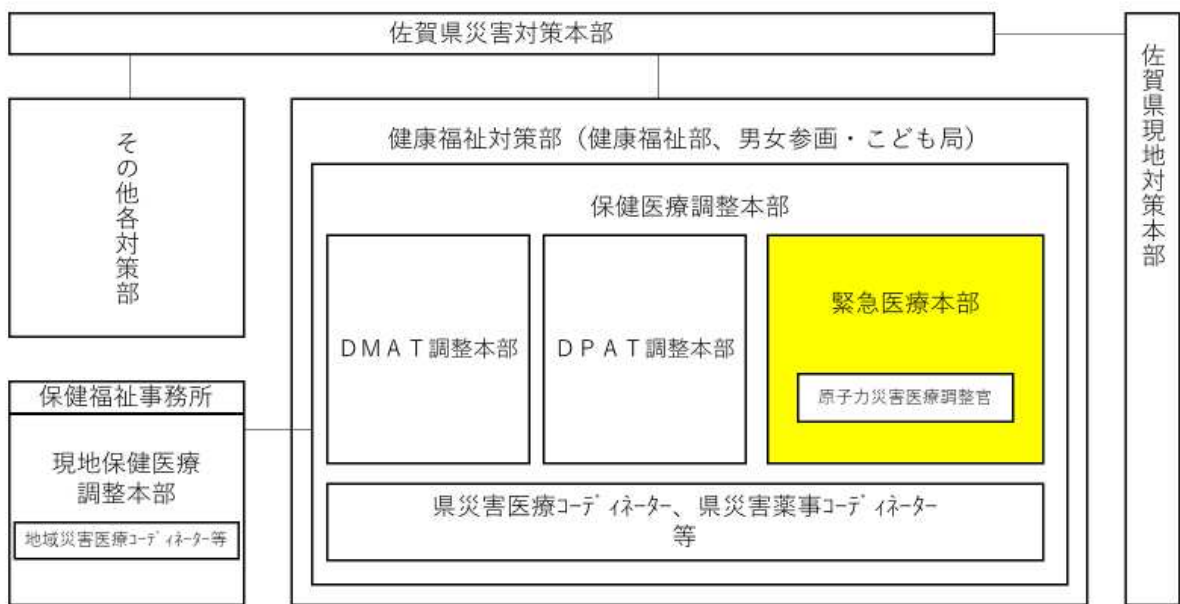 佐賀県災害対策本部
佐賀県現地対策本部
その他各対策部
健康福祉対策部（健康福祉部、男女参画・こども局）
保健医療調整本部
ＤＭＡＴ調整本部
ＤＰＡＴ調整本部
緊急医療本部
原子力災害医療調整官
県災害医療ｺｰﾃﾞｨﾈｰﾀｰ、県災害薬事ｺｰﾃﾞｨﾈｰﾀｰ
等
保健福祉事務所
現地保健医療
調整本部
地域災害医療ｺｰﾃﾞｨﾈｰﾀｰ等